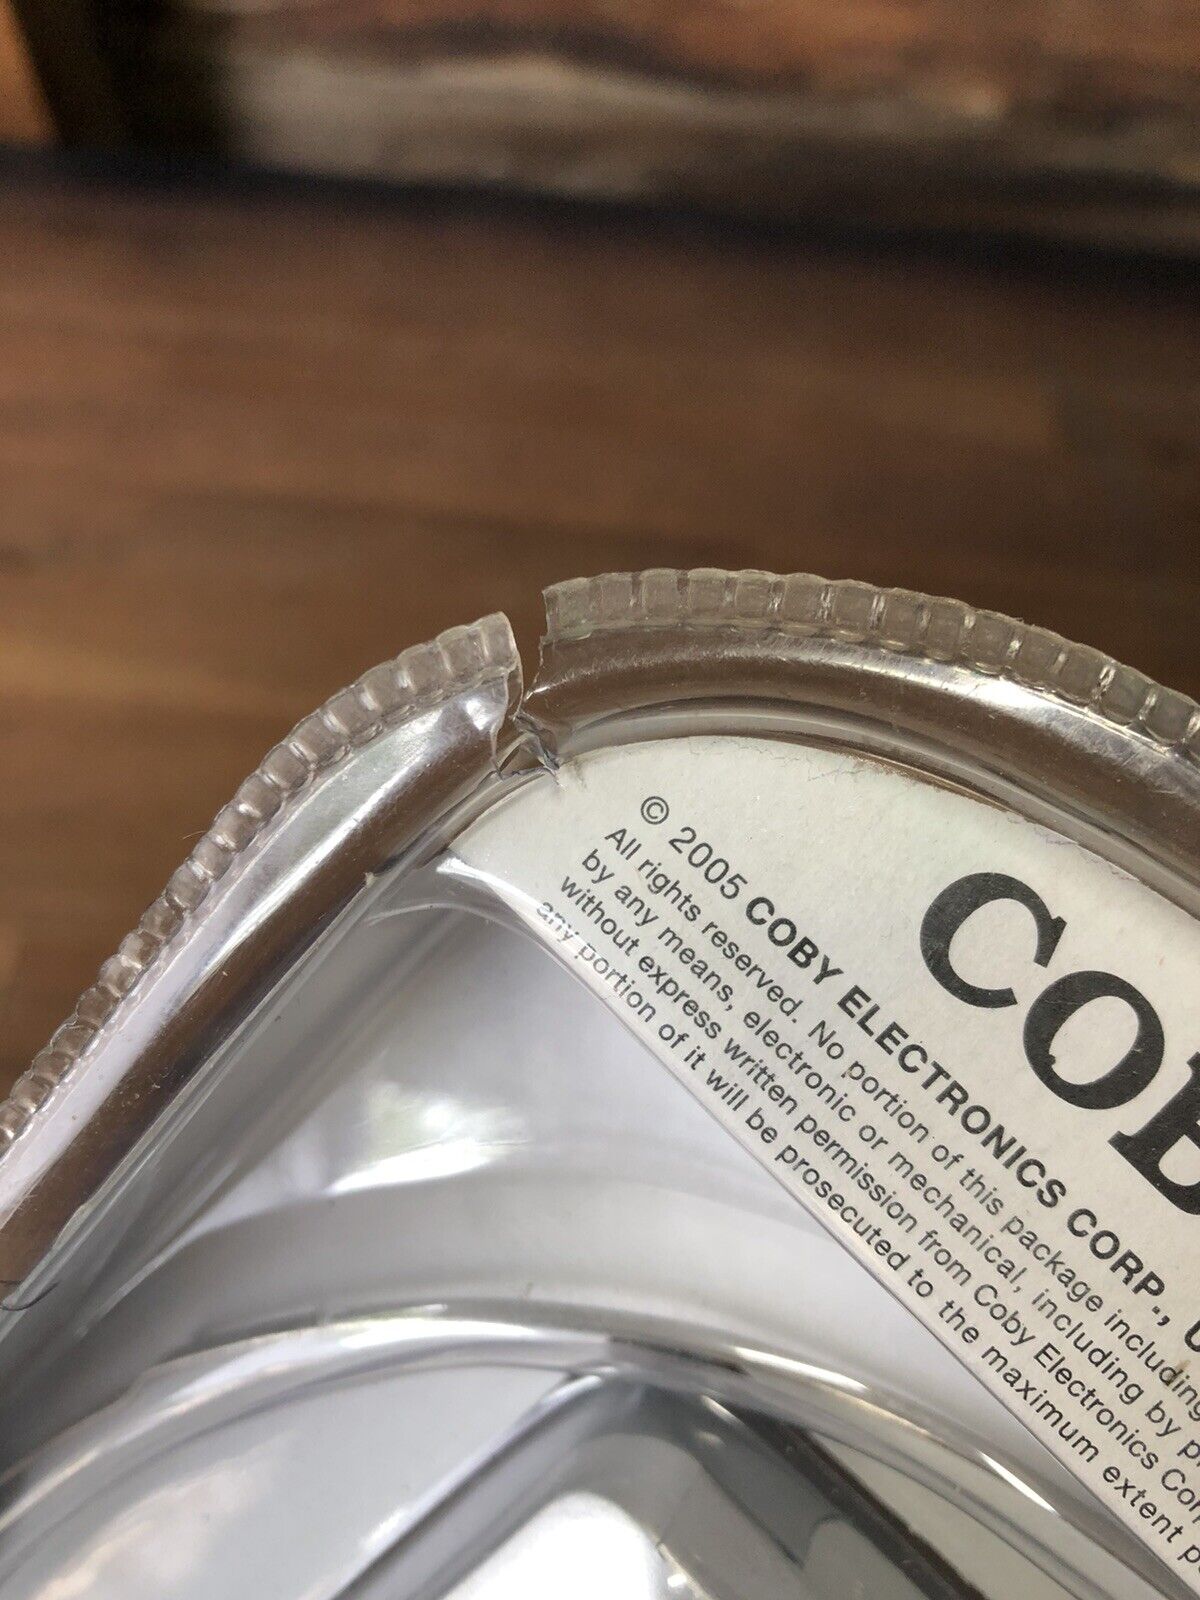 © 2005 COBY ELECTRONICS CORP.,
All rights reserved. No portion of this package including
by any means, electronic or mechanical, including by
without express written permission from Coby Electronics
any portion of it will be prosecuted to the maximum extent
COB